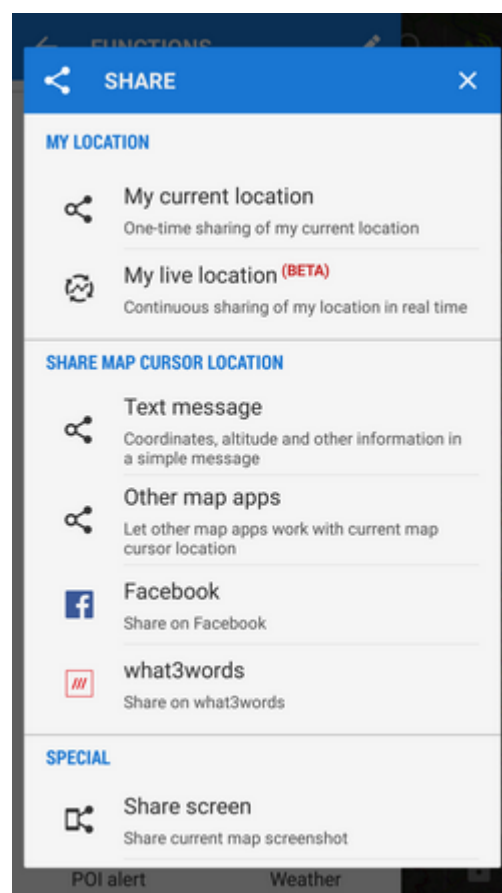 FUNCTIONS
SHARE
MY LOCATION
My current location
One-time sharing of my current location
My live location (BETA)
Continuous sharing of my location in real time
SHARE MAP CURSOR LOCATION
Text message
Coordinates, altitude and other information in
a simple message
Other map apps
Let other map apps work with current map
cursor location
Facebook
Share on Facebook
what3words
Share on what3words
SPECIAL
Share screen
Share current map screenshot
POI alert Weather